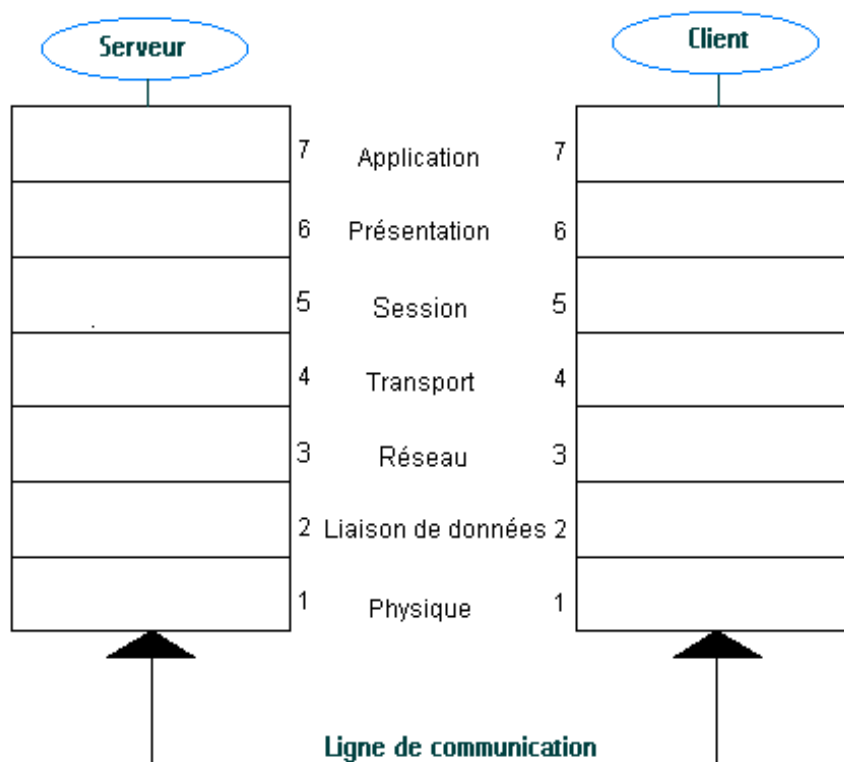 Serveur
Client
7 Application 7
6 Présentation 6
5 Session 5
4 Transport 4
3 Réseau 3
2 Liaison de données 2
1 Physique 1
Ligne de communication